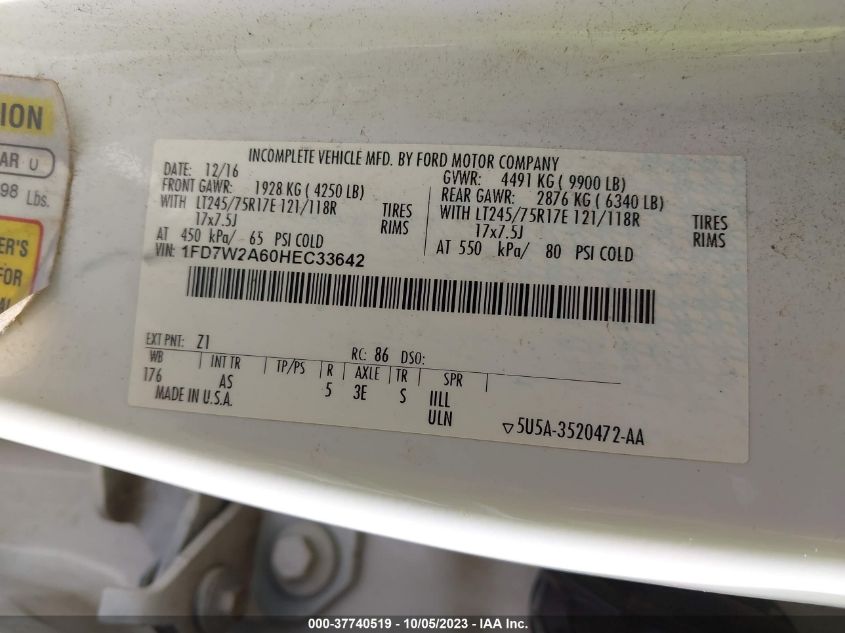 ION
AR U
98 Lbs.
ER'S
FOR
AL
INCOMPLETE VEHICLE MFD. BY FORD MOTOR COMPANY
DATE: 12/16 GVWR: 4491 KG ( 9900 LB)
FRONT GAWR: 1928 KG ( 4250 LB) REAR GAWR: 2876 KG ( 6340 LB)
WITH LT245/75R17E 121/118R TIRES WITH LT245/75R17E 121/118R TIRES
17x7.5J RIMS 17x7.5J RIMS
AT 450 kPa/ 65 PSI COLD AT 550 kPa/ 80 PSI COLD
VIN: 1FD7W2A60HEC33642
EXT PNT: Z1 RC: 86 DSO:
WB INT TR TP/PS R AXLE TR SPR
176 AS 5 3E S IILL
MADE IN U.S.A. ULN
5U5A-3520472-AA
000-37740519 - 10/05/2023 - IAA Inc.